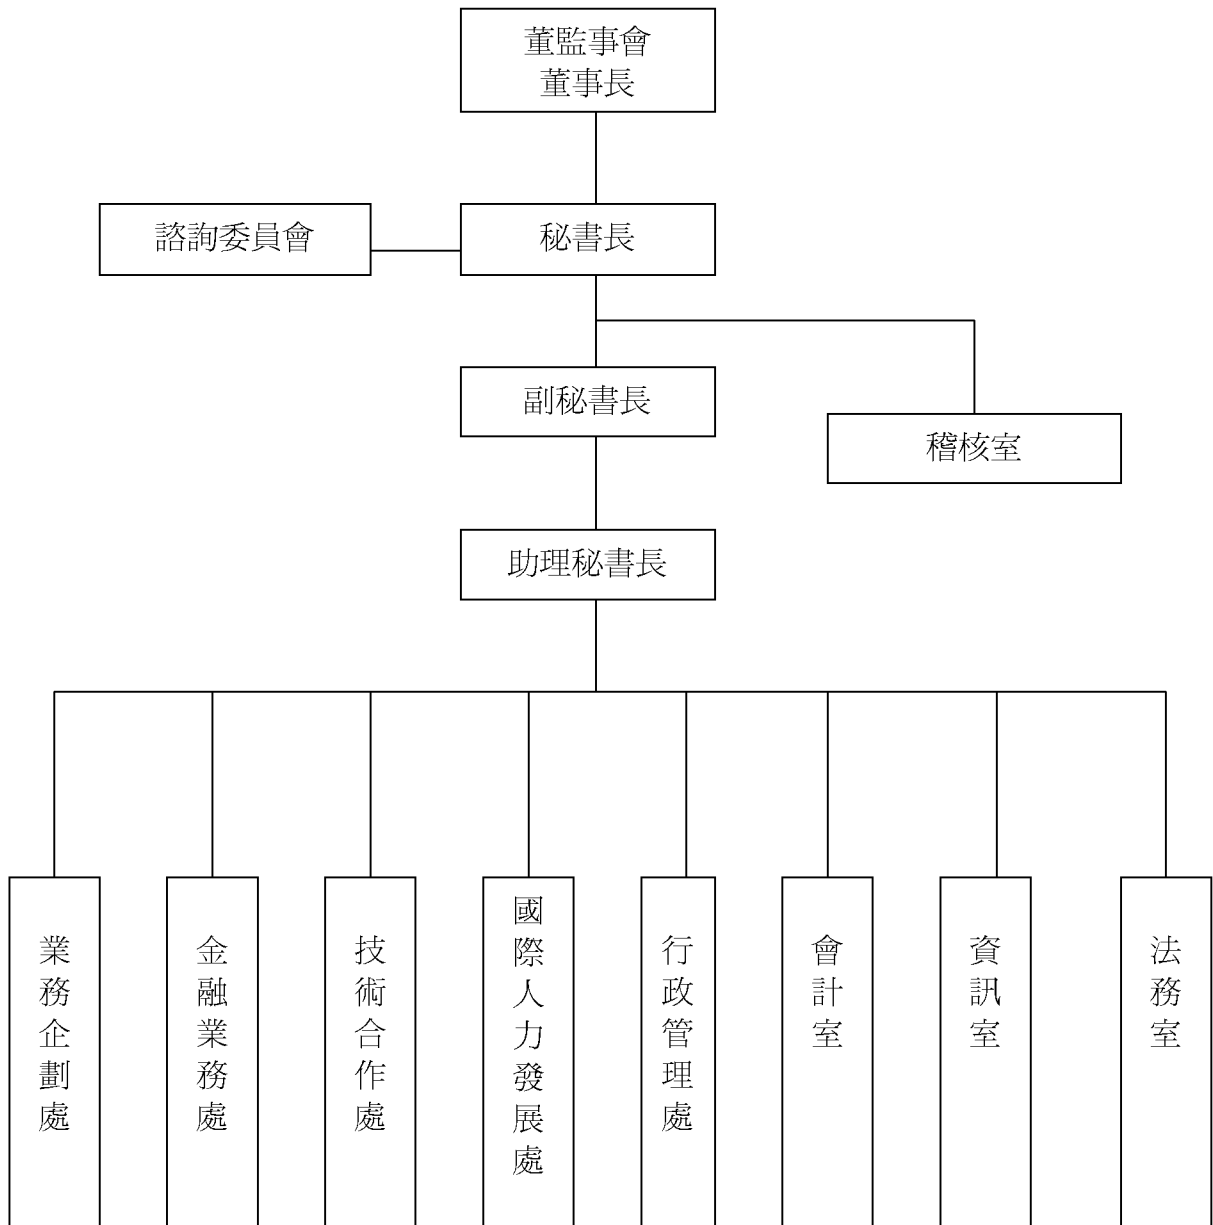 董監事會
董事長
諮詢委員會
秘書長
副秘書長
稽核室
助理秘書長
業務企劃處
金融業務處
技術合作處
國際人力發展處
行政管理處
會計室
資訊室
法務室